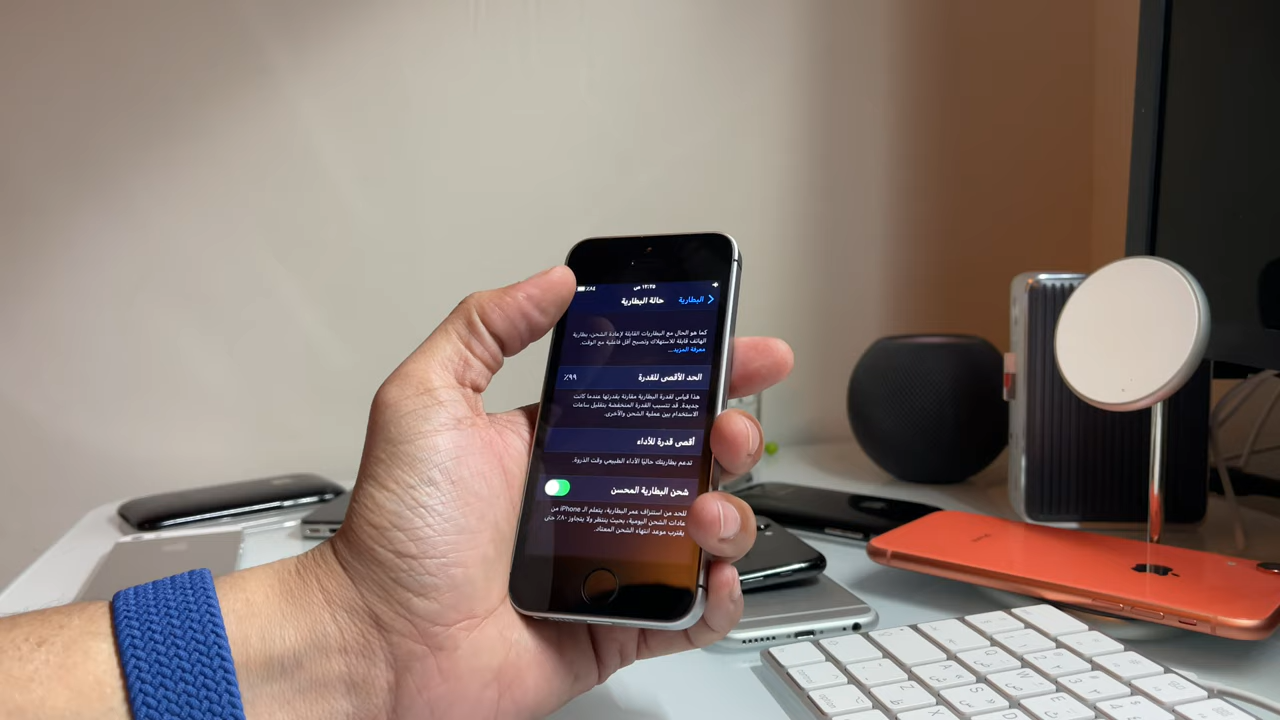 ١٢:٣٥ ص
٪٨٤
البطارية
حالة البطارية
كما هو الحال مع البطاريات القابلة لإعادة الشحن، بطارية
الهاتف قابلة للاستهلاك وتصبح أقل فاعلية مع الوقت.
معرفة المزيد...
الحد الأقصى للقدرة
٪٩٩
هذا قياس لقدرة البطارية مقارنة بقدرتها عندما كانت
جديدة. قد تتسبب القدرة المنخفضة بتقليل ساعات
الاستخدام بين عملية الشحن والأخرى.
أقصى قدرة للأداء
تدعم بطاريتك حاليًا الأداء الطبيعي وقت الذروة.
شحن البطارية المحسن
للحد من استنزاف عمر البطارية، يتعلم الـ iPhone من
عادات الشحن اليومية، بحيث ينتظر ولا يتجاوز ٨٠٪ حتى
يقترب موعد انتهاء الشحن المعتاد.